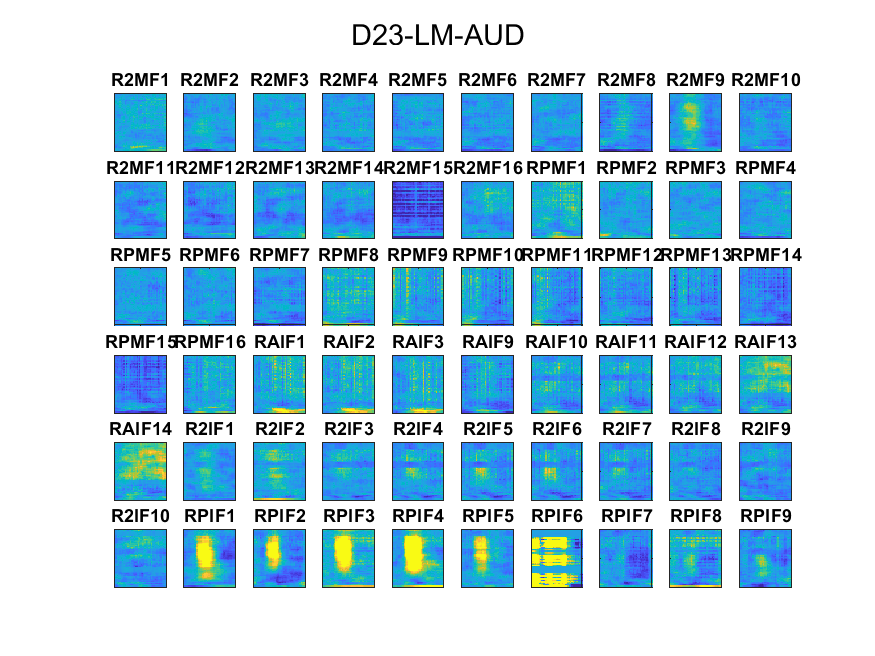 D23-LM-AUD
R2MF1 R2MF2 R2MF3 R2MF4 R2MF5 R2MF6 R2MF7 R2MF8 R2MF9 R2MF10
R2MF11 R2MF12 R2MF13 R2MF14 R2MF15 R2MF16 RPMF1 RPMF2 RPMF3 RPMF4
RPMF5 RPMF6 RPMF7 RPMF8 RPMF9 RPMF10 RPMF11 RPMF12 RPMF13 RPMF14
RPMF15 RPMF16 RAIF1 RAIF2 RAIF3 RAIF9 RAIF10 RAIF11 RAIF12 RAIF13
RAIF14 R2IF1 R2IF2 R2IF3 R2IF4 R2IF5 R2IF6 R2IF7 R2IF8 R2IF9
R2IF10 RPIF1 RPIF2 RPIF3 RPIF4 RPIF5 RPIF6 RPIF7 RPIF8 RPIF9